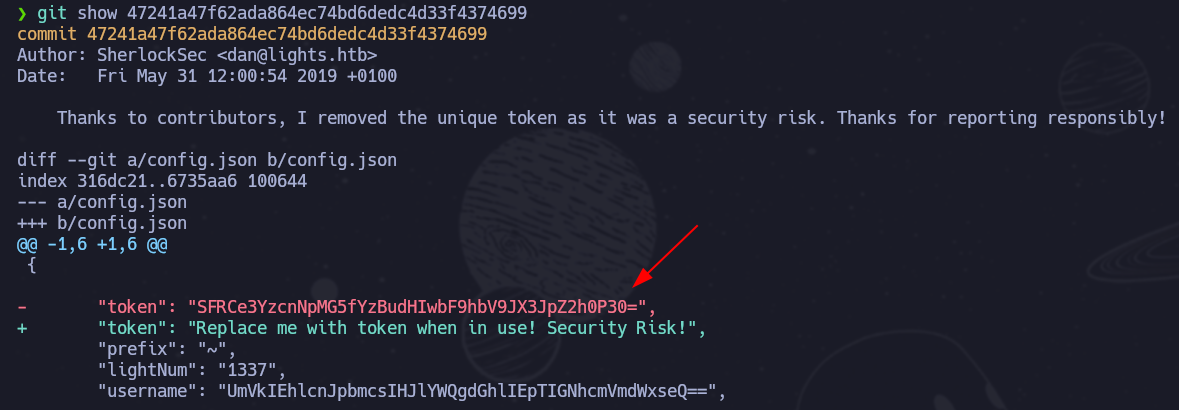 ❯ git show 47241a47f62ada864ec74bd6dedc4d33f4374699
commit 47241a47f62ada864ec74bd6dedc4d33f4374699
Author: SherlockSec <dan@lights.htb>
Date:   Fri May 31 12:00:54 2019 +0100
    Thanks to contributors, I removed the unique token as it was a security risk. Thanks for reporting responsibly!
diff --git a/config.json b/config.json
index 316dc21..6735aa6 100644
--- a/config.json
+++ b/config.json
@@ -1,6 +1,6 @@
 {
-       "token": "SFRCe3YzcnNpMG5fYzBudHIwbF9hbV9JX3JpZ2h0P30=",
+       "token": "Replace me with token when in use! Security Risk!",
        "prefix": "~",
        "lightNum": "1337",
        "username": "UmVkIEhlcnJpbmcsIHJlYWQgdGhlIEpTIGNhcmVmdWxseQ==",